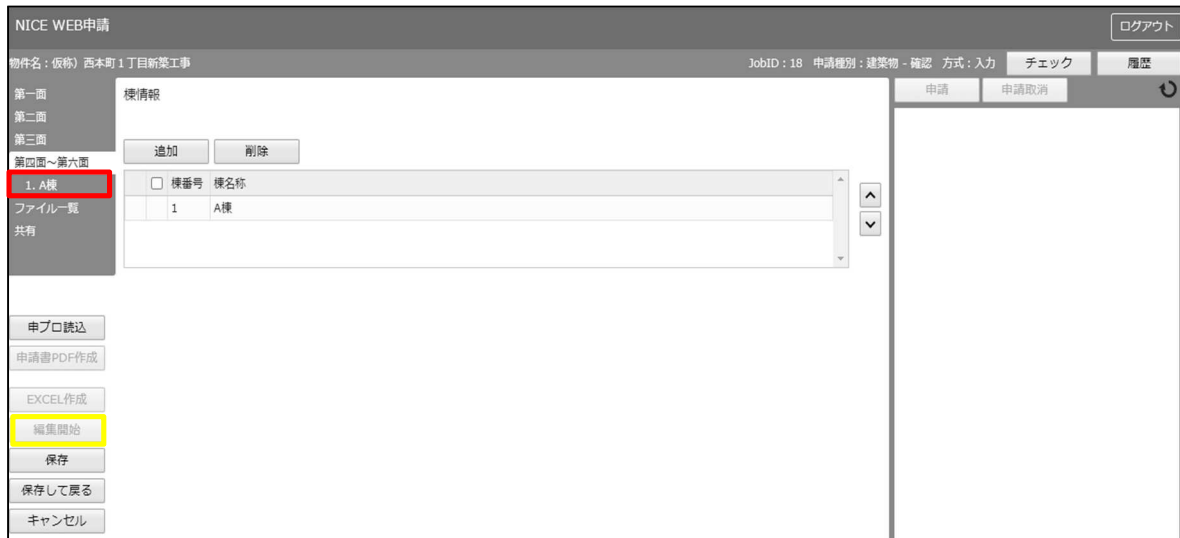 NICE WEB申請
ログアウト
物件名：仮称）西本町１丁目新築工事
JobID：18 申請種別：建築物 - 確認 方式：入力
チェック
履歴
第一面
第二面
第三面
第四面～第六面
1. A棟
ファイル一覧
共有
棟情報
追加
削除
棟番号 棟名称
1 A棟
申請
申請取消
申プロ読込
申請書PDF作成
EXCEL作成
編集開始
保存
保存して戻る
キャンセル